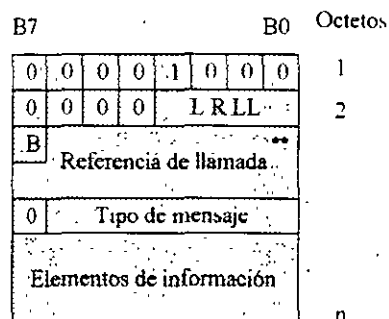 B7 B0 Octetos
0 0 0 0 1 0 0 0 1
0 0 0 0 L R LL 2
B
Referencia de llamada **
0 Tipo de mensaje
Elementos de información
n